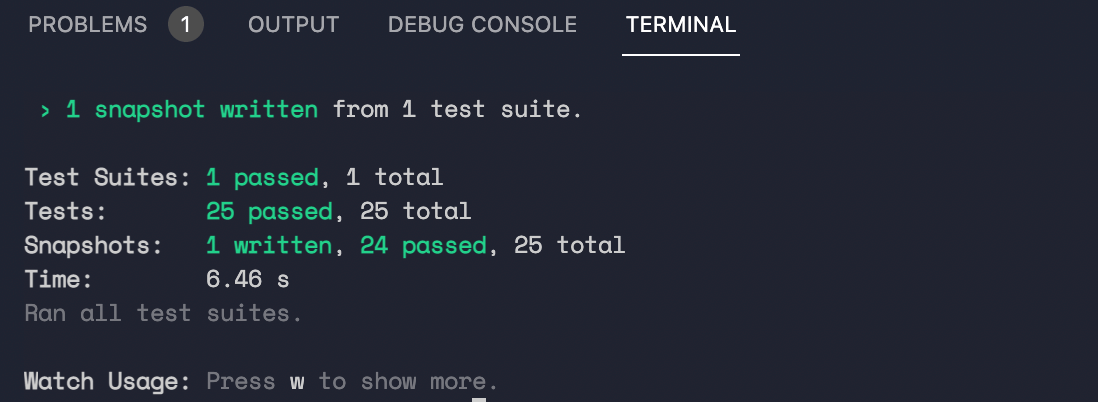 PROBLEMS 1 OUTPUT DEBUG CONSOLE TERMINAL
› 1 snapshot written from 1 test suite.
Test Suites: 1 passed, 1 total
Tests: 25 passed, 25 total
Snapshots: 1 written, 24 passed, 25 total
Time: 6.46 s
Ran all test suites.
Watch Usage: Press w to show more.